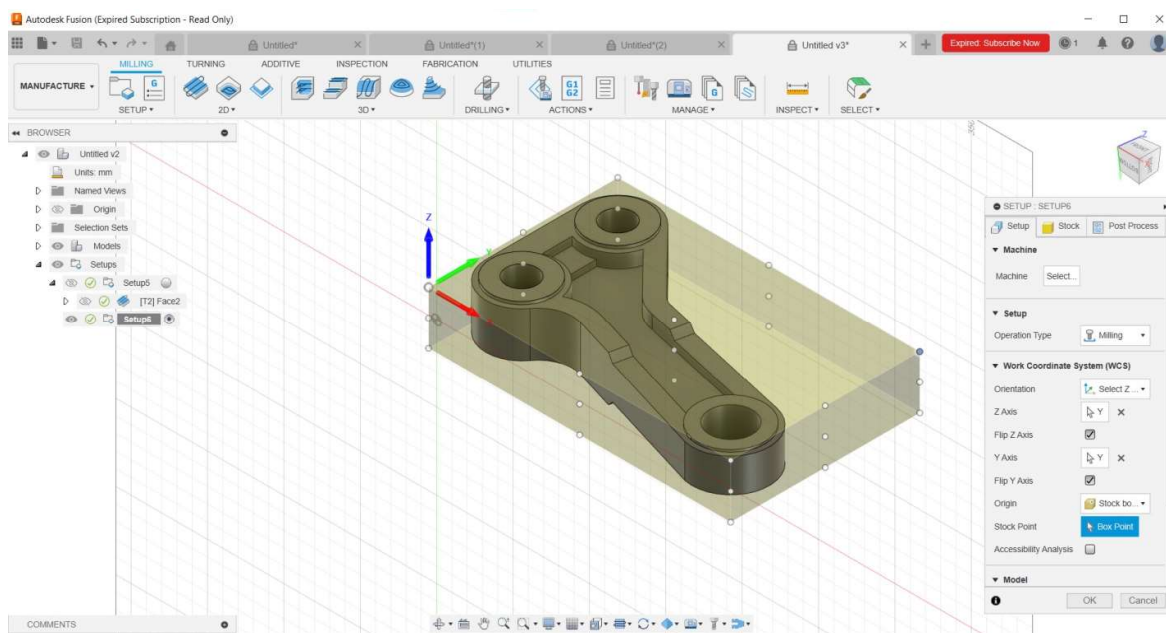 Autodesk Fusion (Expired Subscription - Read Only)
Untitled*
Untitled*(1)
Untitled*(2)
Untitled v3*
Expired: Subscribe Now
1
MILLING TURNING ADDITIVE INSPECTION FABRICATION UTILITIES
MANUFACTURE
G
G1
G2
G
SETUP 2D 3D DRILLING ACTIONS MANAGE INSPECT SELECT
BROWSER
Untitled v2
Units: mm
Named Views
Origin
Selection Sets
Models
Setups
Setup5
[T2] Face2
Setup6
Z
Z
FRONT
SETUP : SETUP6
Setup Stock Post Process
Machine
Machine Select...
Setup
Operation Type Milling
Work Coordinate System (WCS)
Orientation Select Z ...
Z Axis Y
Flip Z Axis
Y Axis Y
Flip Y Axis
Origin Stock bo...
Stock Point Box Point
Accessibility Analysis
Model
OK Cancel
COMMENTS